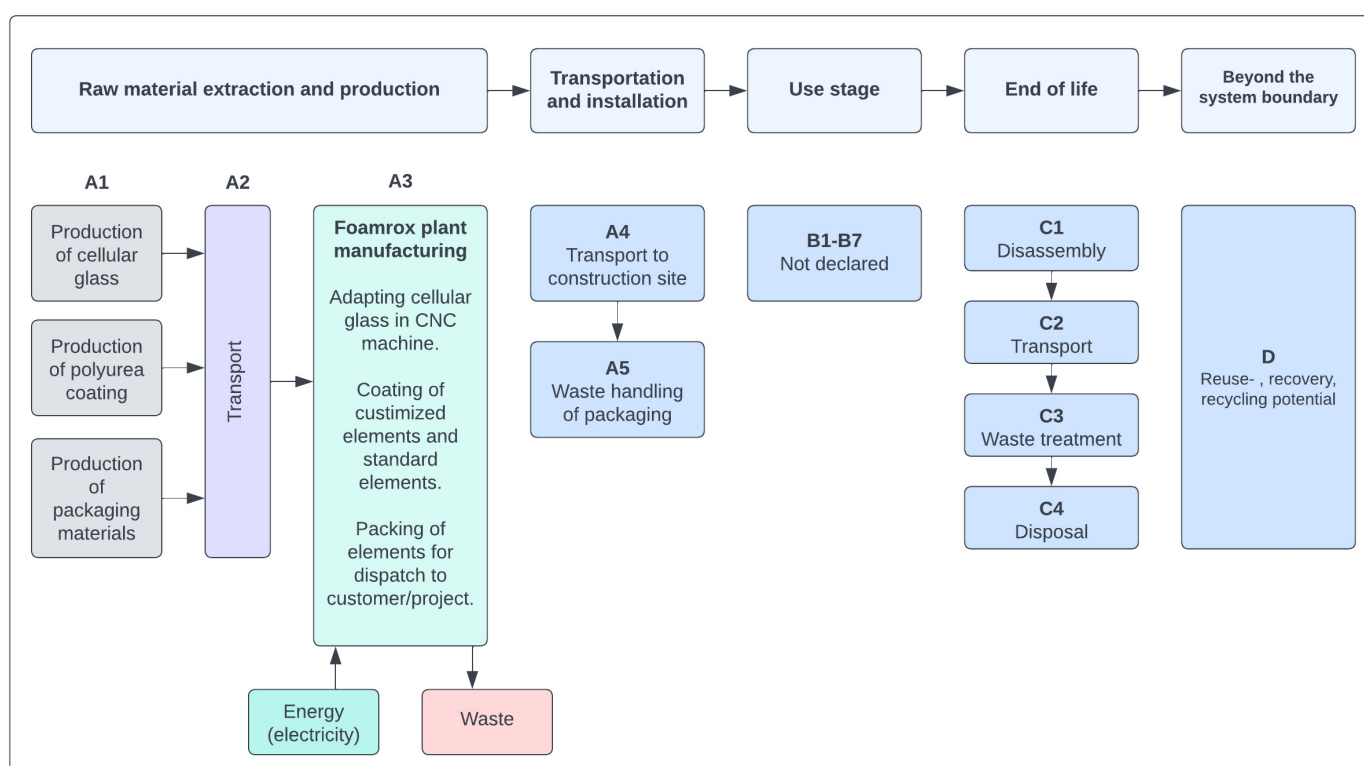 Raw material extraction and production
Transportation
and installation
Use stage
End of life
Beyond the
system boundary
A1
A2
A3
Production
of cellular
glass
Production
of polyurea
coating
Production
of
packaging
materials
Transport
Foamrox plant
manufacturing
Adapting cellular
glass in CNC
machine.
Coating of
custimized
elements and
standard
elements.
Packing of
elements for
dispatch to
customer/project.
Energy
(electricity)
Waste
A4
Transport to
construction site
A5
Waste handling
of packaging
B1-B7
Not declared
C1
Disassembly
C2
Transport
C3
Waste treatment
C4
Disposal
D
Reuse- , recovery,
recycling potential